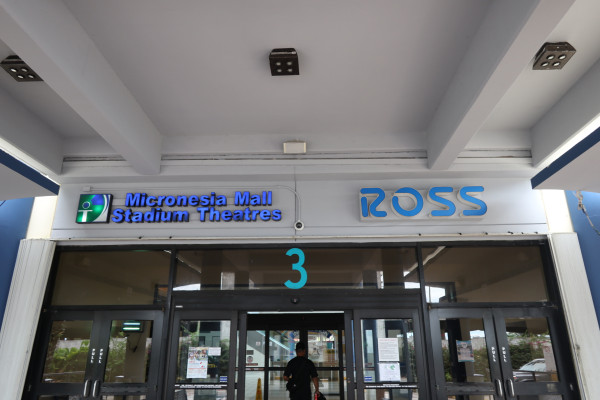 Micronesia Mall
Stadium Theatres
ROSS
3